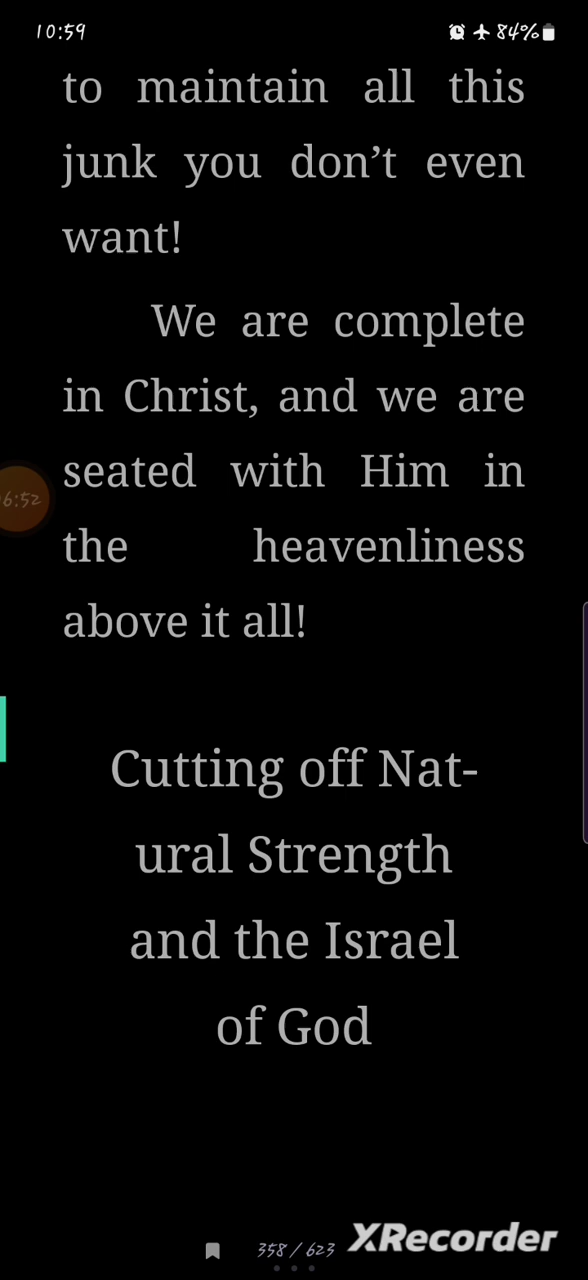 10:59
84%
to maintain all this
junk you don’t even
want!
We are complete
in Christ, and we are
seated with Him in
the heavenliness
above it all!
6:52
Cutting off Nat-
ural Strength
and the Israel
of God
358 / 623
XRecorder